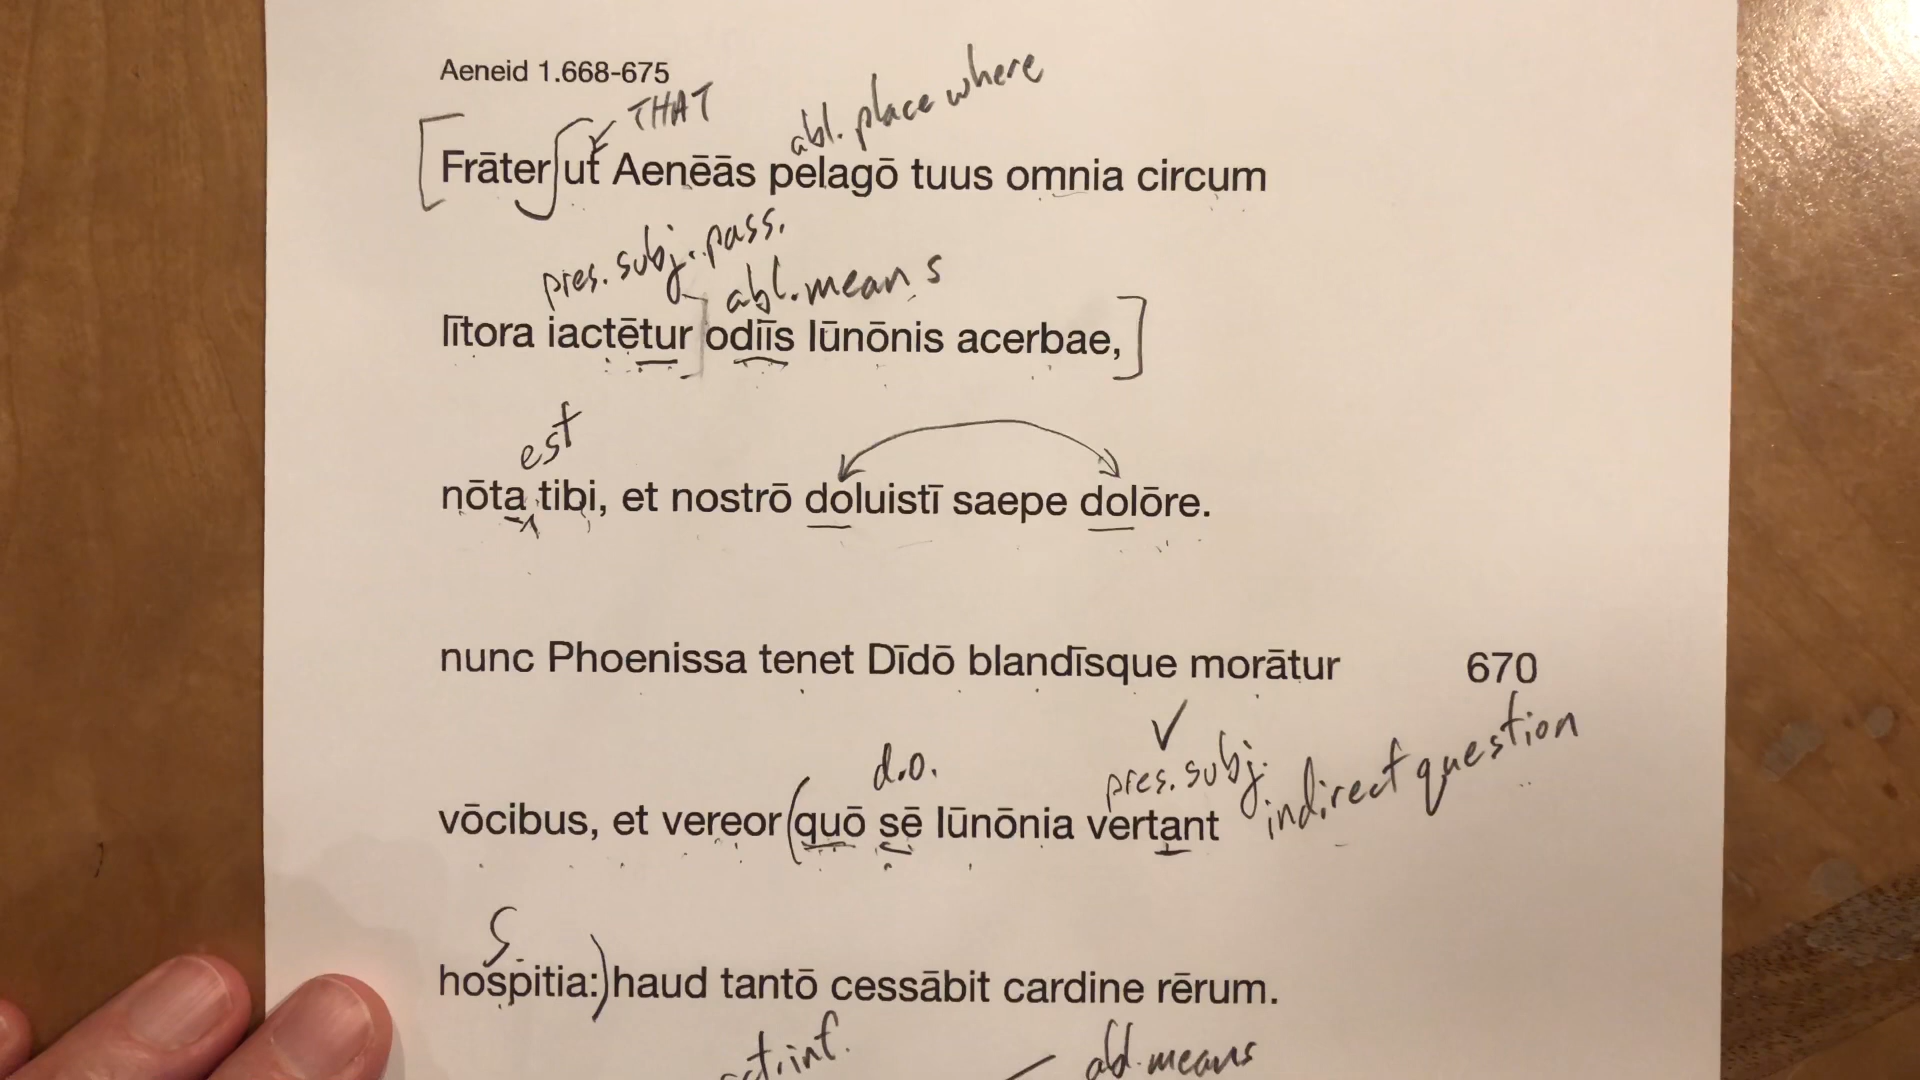 Aeneid 1.668-675
THAT
abl. place where
Frāter ut Aenēās pelagō tuus omnia circum
pres. subj. pass.
abl. means
lītora iactētur odiīs Iūnōnis acerbae,
est
nōta tibi, et nostrō doluistī saepe dolōre.
nunc Phoenissa tenet Dīdō blandīsque morātur 670
V
d.o. pres. subj. indirect question
vōcibus, et vereor (quō sē Iūnōnia vertant
S
hospitia:) haud tantō cessābit cardine rērum.
inf. abl. means